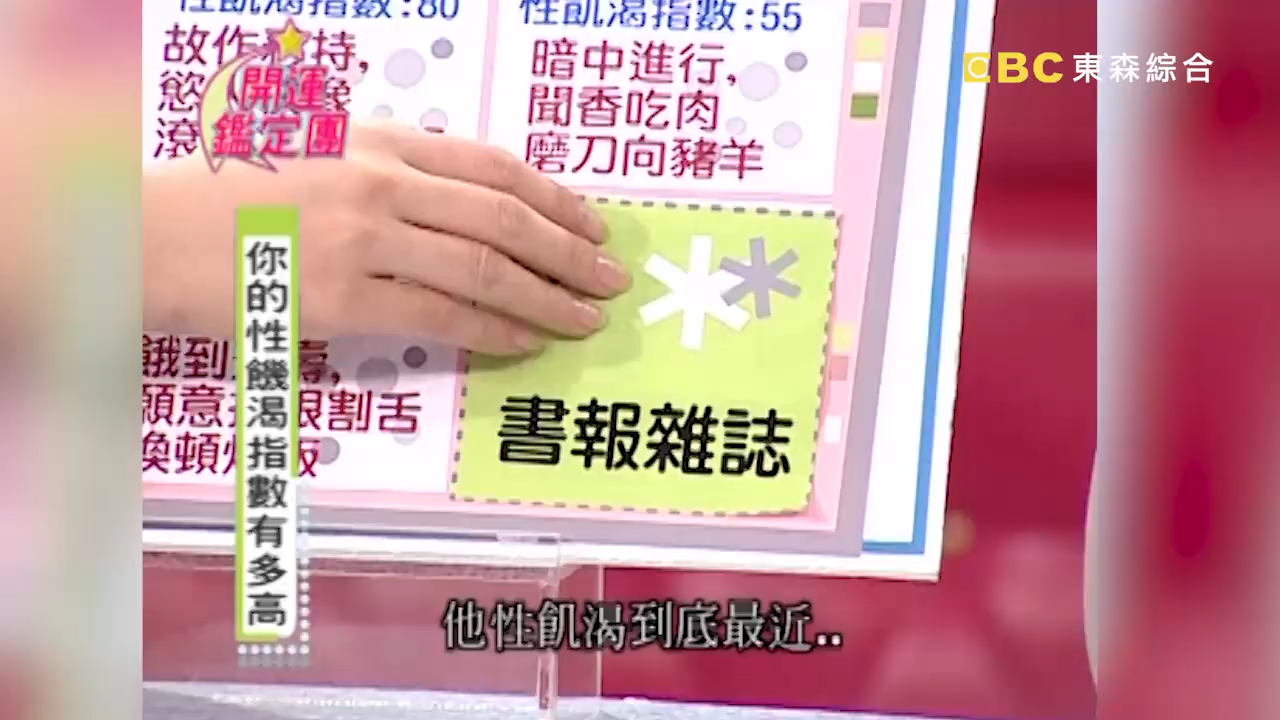 性飢渴指數:80
故作 持,
慾
滾
性飢渴指數:55
暗中進行,
聞香吃肉
磨刀向豬羊
EBC 東森綜合
開運
鑑定團
你的性饑渴指數有多高
餓到
願意 割舌
換頓 飯
書報雜誌
他性飢渴到底最近..